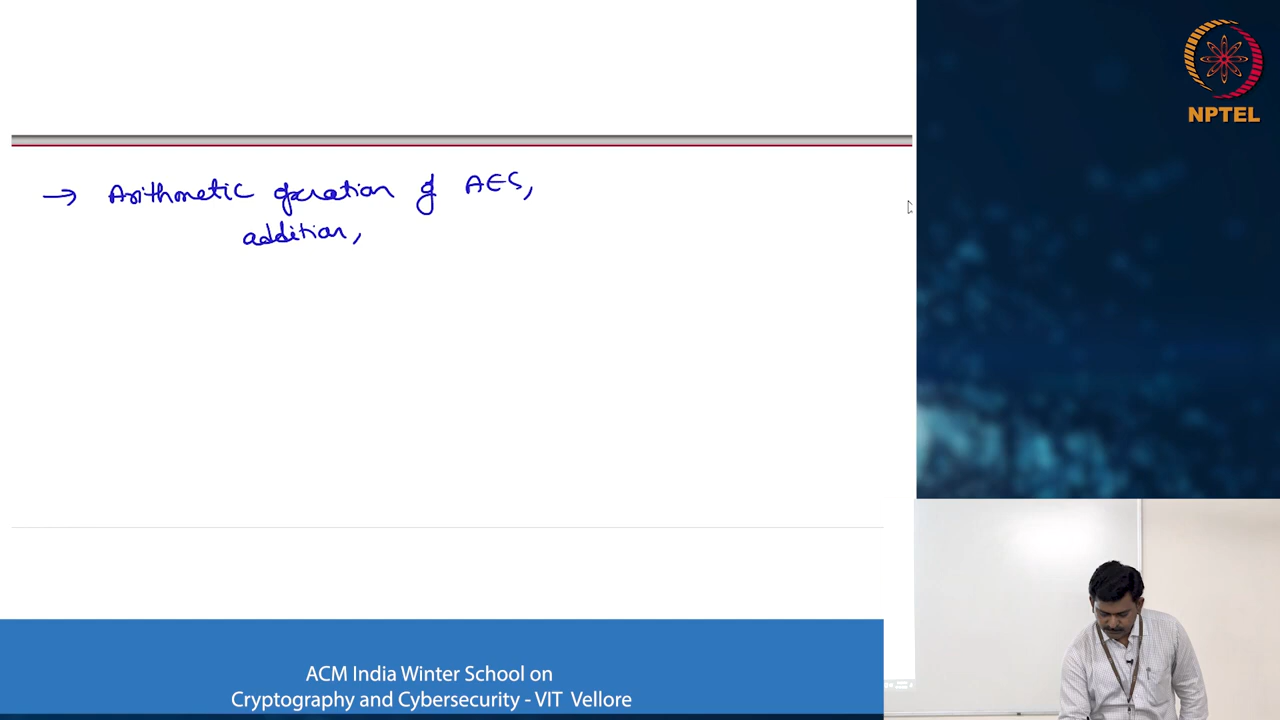 NPTEL
→ Arithmetic operation of AES,
addition,
ACM India Winter School on
Cryptography and Cybersecurity - VIT Vellore